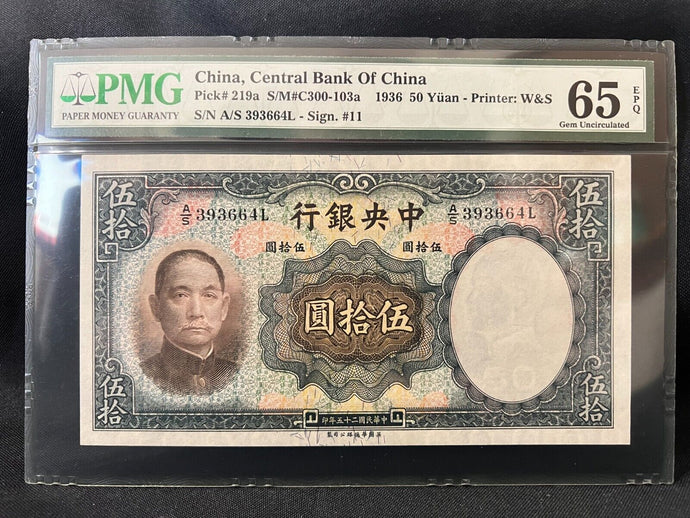 PMG
PAPER MONEY GUARANTY
China, Central Bank Of China
Pick# 219a S/M#C300-103a 1936 50 Yüan - Printer: W&S
S/N A/S 393664L - Sign. #11
65 EPQ
Gem Uncirculated
伍拾
伍拾
A/S 393664L
A/S 393664L
行銀央中
圓拾伍
圓拾伍
圓拾伍
伍拾
伍拾
印年五十二國民華中